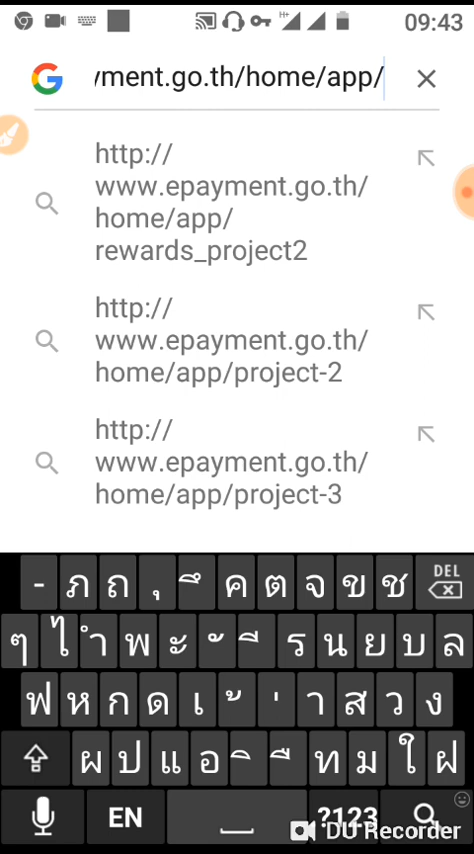 H+
09:43
yment.go.th/home/app/
http://
www.epayment.go.th/
home/app/
rewards_project2
http://
www.epayment.go.th/
home/app/project-2
http://
www.epayment.go.th/
home/app/project-3
- ภ ถ ุ ึ ค ต จ ข ช DEL
ๆ ไ ำ พ ะ ั ี ร น ย บ ล
ฟ ห ก ด เ ้ ่ า ส ว ง
ผ ป แ อ ิ ื ท ม ใ ฝ
EN ?123
DU Recorder